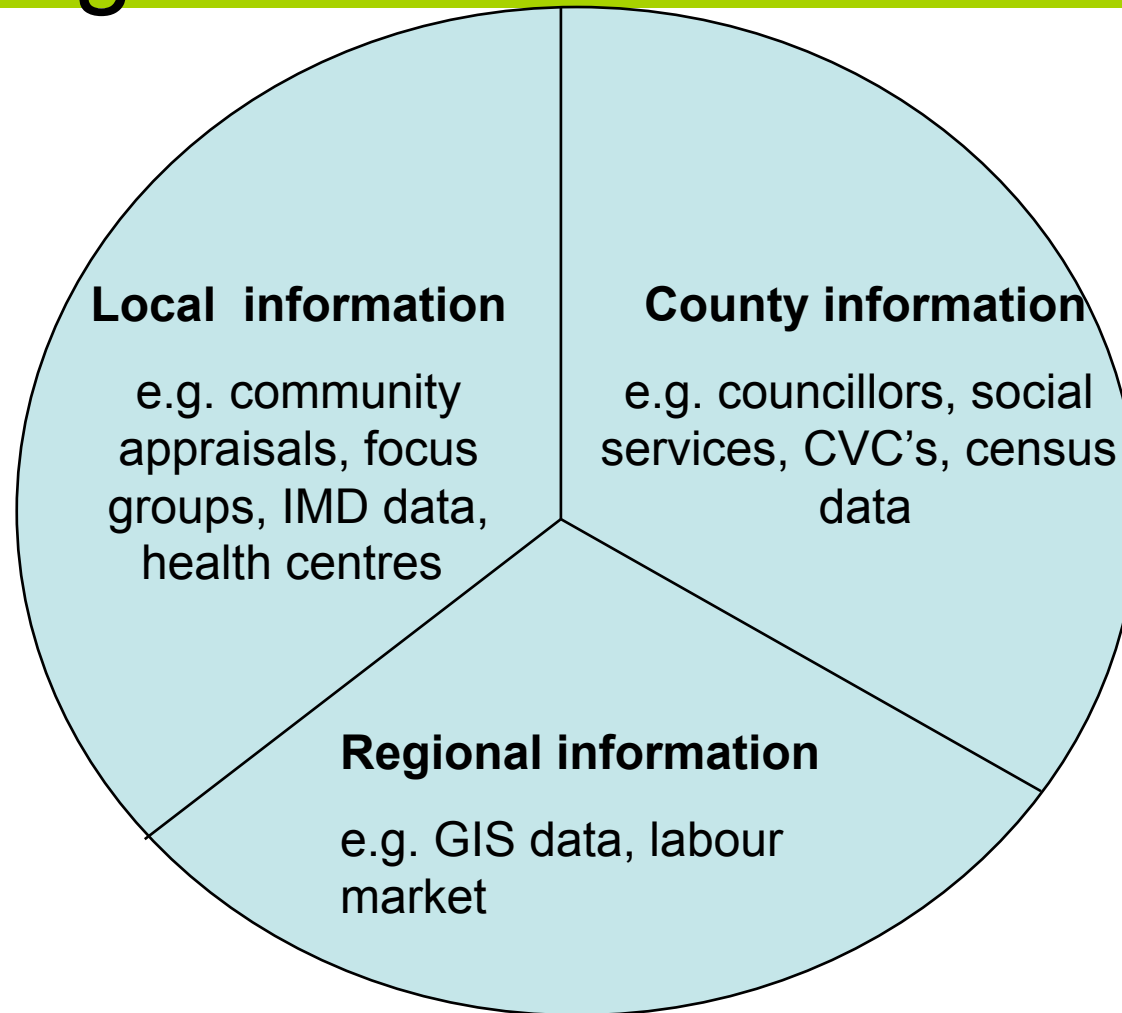 g
Local  information
e.g. community
appraisals, focus
groups, IMD data,
health centres
County information
e.g. councillors, social
services, CVC's, census
data
Regional information
e.g. GIS data, labour
market